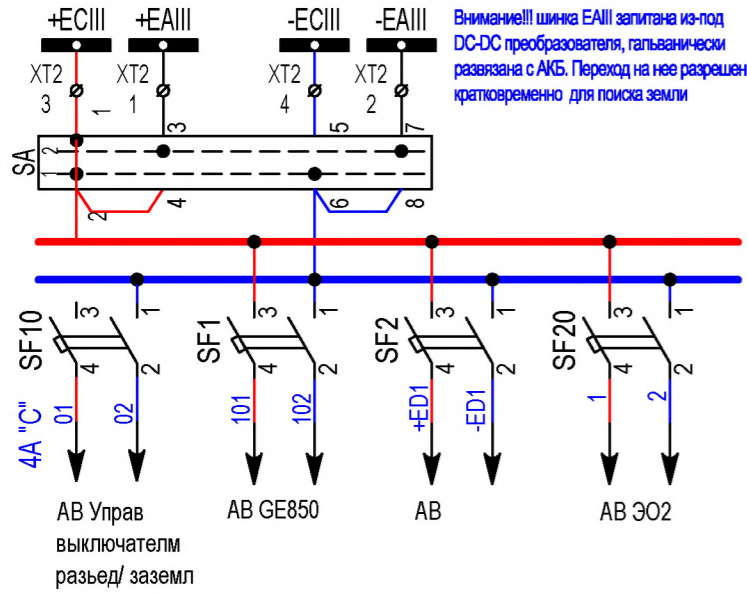 +ECIII +EAIII -ECIII -EAIII
Внимание!!! шинка EAIII запитана из-под
DC-DC преобразователя, гальванически
развязана с АКБ. Переход на нее разрешен
кратковременно для поиска земли
XT2 XT2 XT2 XT2
3 1 4 2
1 3 5 7
SA
2
1
2 4 6 8
SF10 3 1 SF1 3 1 SF2 3 1 SF20 3 1
4 2 4 2 4 2 4 2
4А "С" 01 02 101 102 +ED1 -ED1 1 2
АВ Управ
выключателм
разьед/ заземл
АВ GE850
АВ
АВ ЭО2